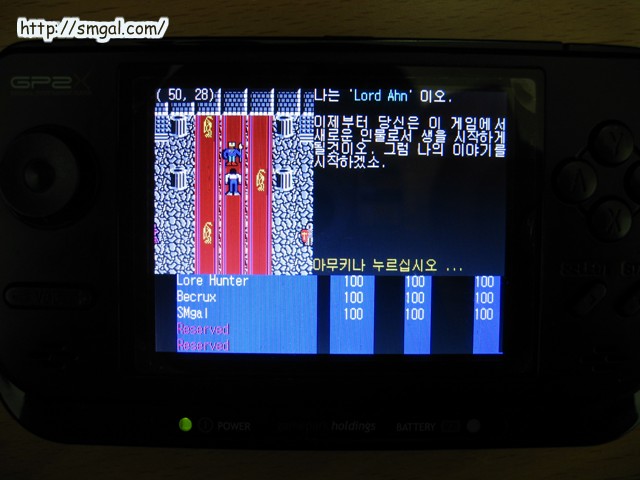 http://smgal.com/
GP2X
( 50, 28)
나는 'Lord Ahn' 이오.
이제부터 당신은 이 게임에서
새로운 인물로서 생을 시작하게
될것이오. 그럼 나의 이야기를
시작하겠소.
아무키나 누르십시오 ...
Lore Hunter 100 100 100
Becrux 100 100 100
SMgal 100 100 100
Reserved
Reserved
POWER holdings BATTERY
Y
A
X